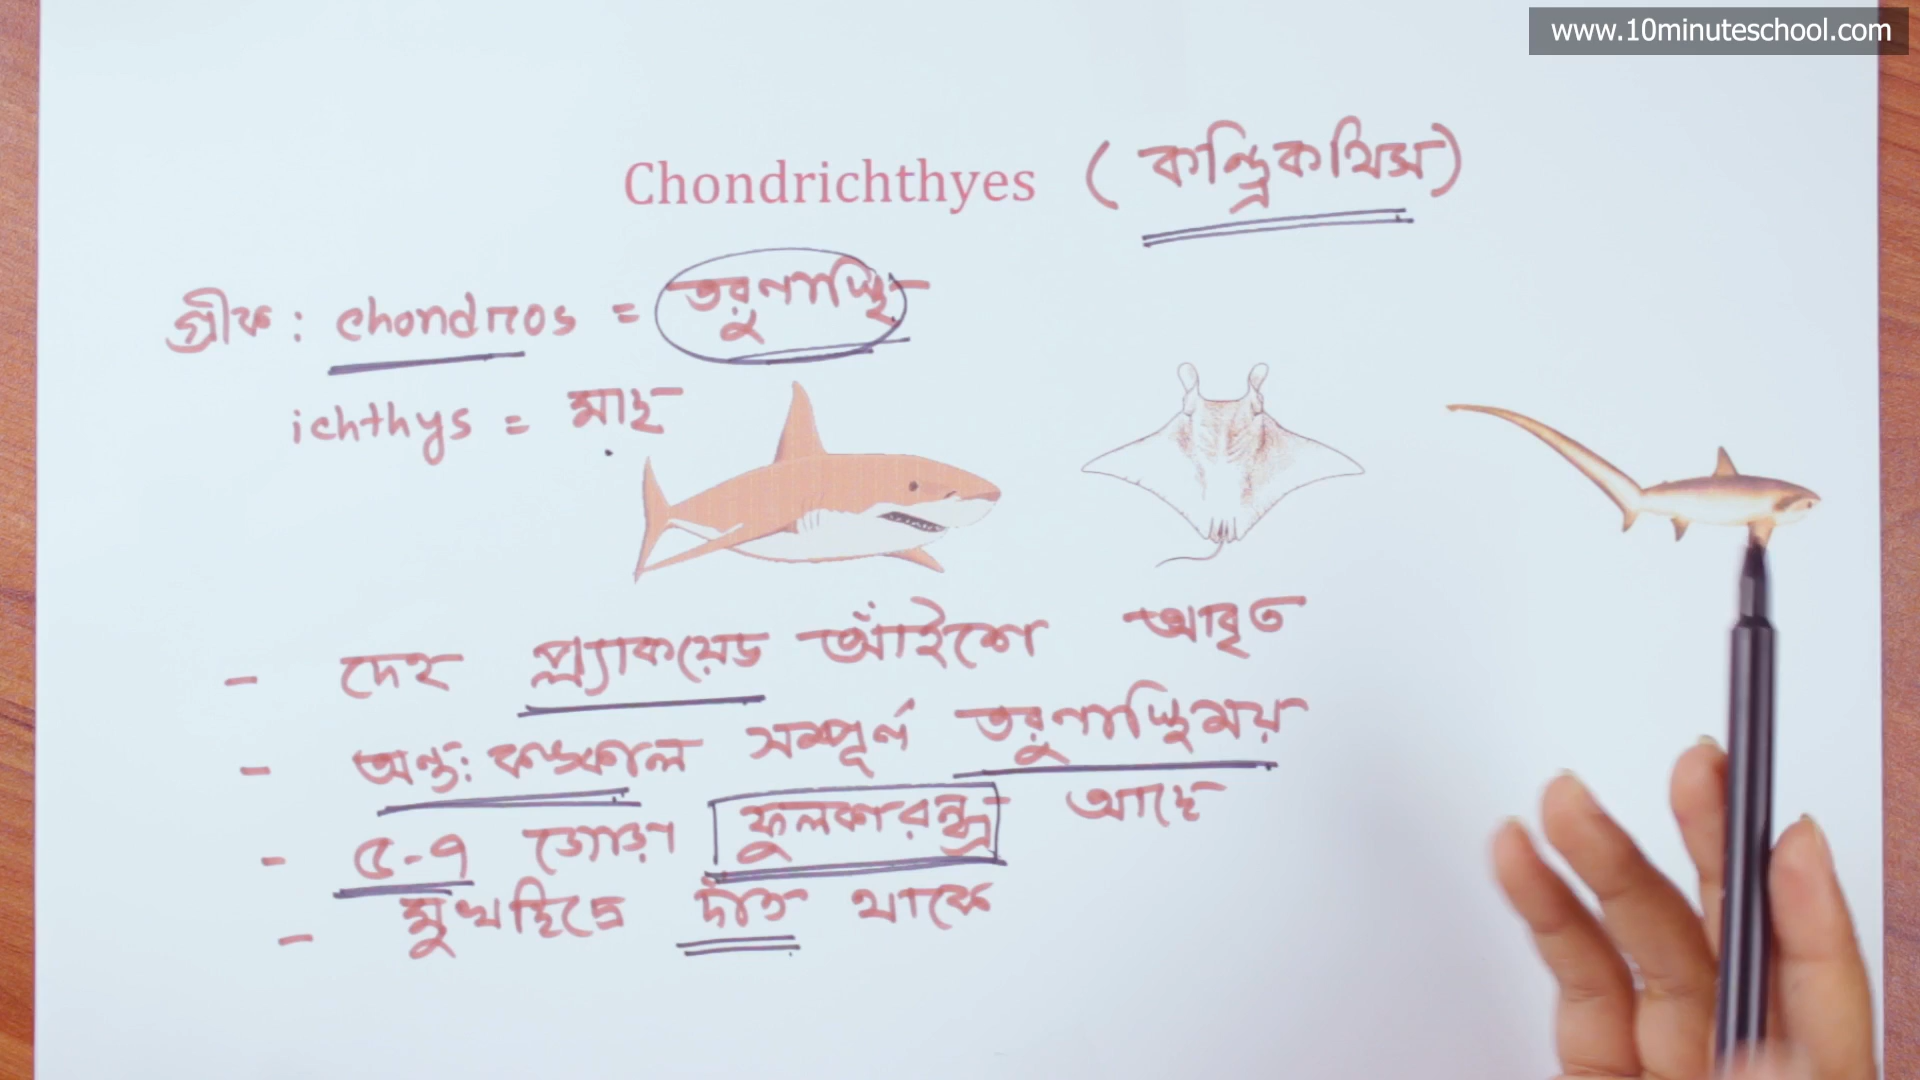 www.10minuteschool.com
Chondrichthyes (কন্ড্রিকথিস)
গ্রীক : chondros = তরুণাস্থি
ichthys = মাছ
- দেহ প্ল্যাকয়েড আঁইশে আবৃত
- অন্ত: কঙ্কাল সম্পূর্ণ তরুণাস্থিময়
- ৫-৭ জোড়া ফুলকারন্ধ্র আছে
- মুখছিদ্রে দাঁত থাকে